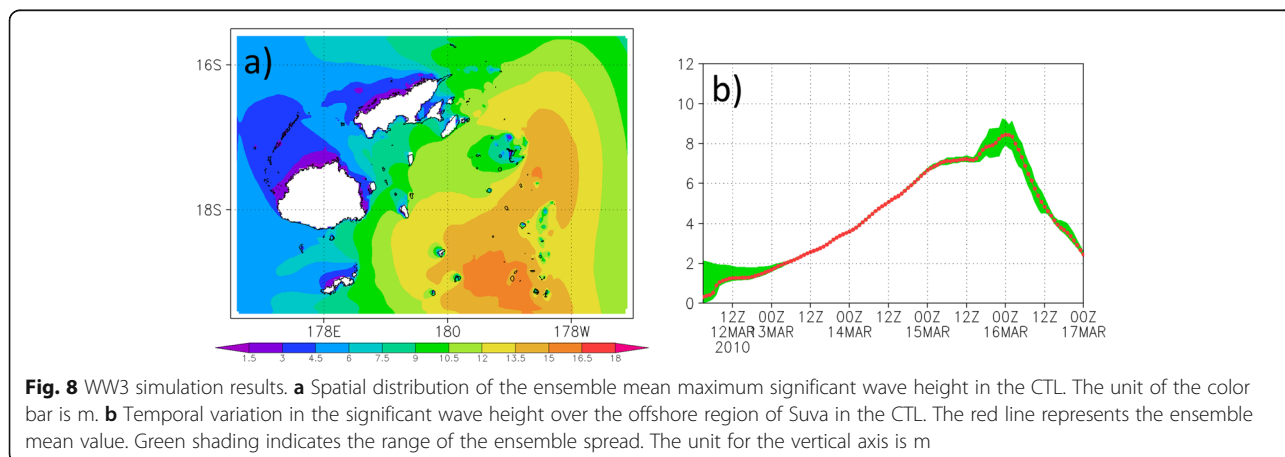 a)
16S
18S
178E 180 178W
1.5 3 4.5 6 7.5 9 10.5 12 13.5 15 16.5 18
b)
12
10
8
6
4
2
0
12Z 00Z 12Z 00Z 12Z 00Z 12Z 00Z 12Z 00Z
12MAR 13MAR 14MAR 15MAR 16MAR 17MAR
2010
Fig. 8 WW3 simulation results. a Spatial distribution of the ensemble mean maximum significant wave height in the CTL. The unit of the color
bar is m. b Temporal variation in the significant wave height over the offshore region of Suva in the CTL. The red line represents the ensemble
mean value. Green shading indicates the range of the ensemble spread. The unit for the vertical axis is m